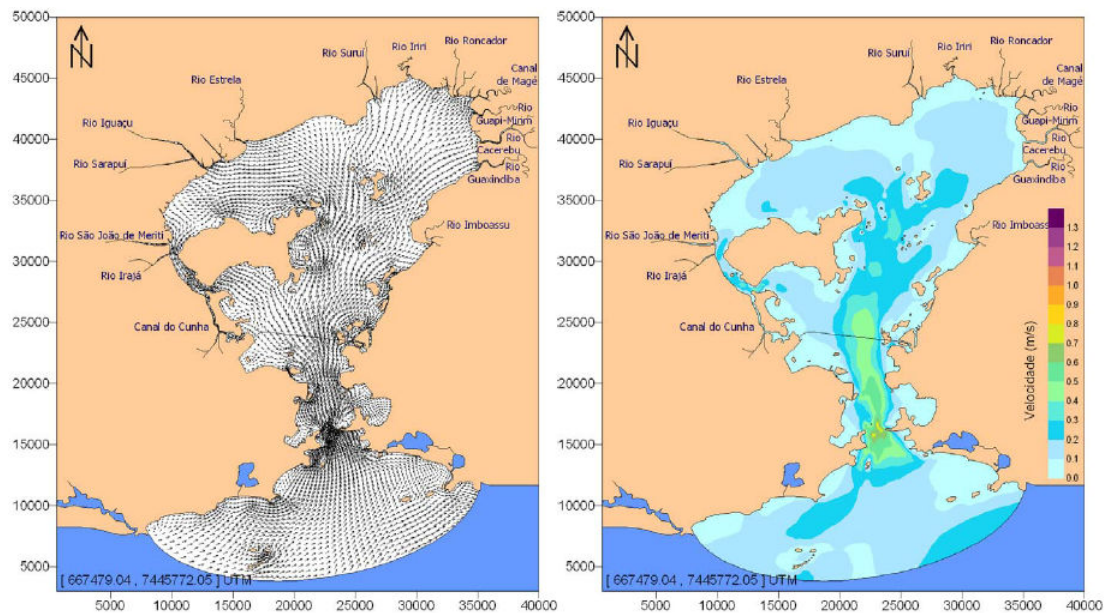 50000
45000
40000
35000
30000
25000
20000
15000
10000
5000
N
Rio Suruí
Rio Iriri
Rio Roncador
Canal
de Magé
Rio Estrela
Rio
Guapi-Mirim
Rio Iguaçu
Rio
Cacerebu
Rio Sarapuí
Rio
Guaxindiba
Rio Imboassu
Rio São João de Meriti
Rio Irajá
Canal do Cunha
[ 667479.04 , 7445772.05 ] UTM
5000 10000 15000 20000 25000 30000 35000 40000
50000
45000
40000
35000
30000
25000
20000
15000
10000
5000
N
Rio Suruí
Rio Iriri
Rio Roncador
Canal
de Magé
Rio Estrela
Rio
Guapi-Mirim
Rio Iguaçu
Rio
Cacerebu
Rio Sarapuí
Rio
Guaxindiba
Rio Imboassu
Rio São João de Meriti
Rio Irajá
Canal do Cunha
Velocidade (m/s)
1.3
1.2
1.1
1.0
0.9
0.8
0.7
0.6
0.5
0.4
0.3
0.2
0.1
0.0
[ 667479.04 , 7445772.05 ] UTM
5000 10000 15000 20000 25000 30000 35000 40000